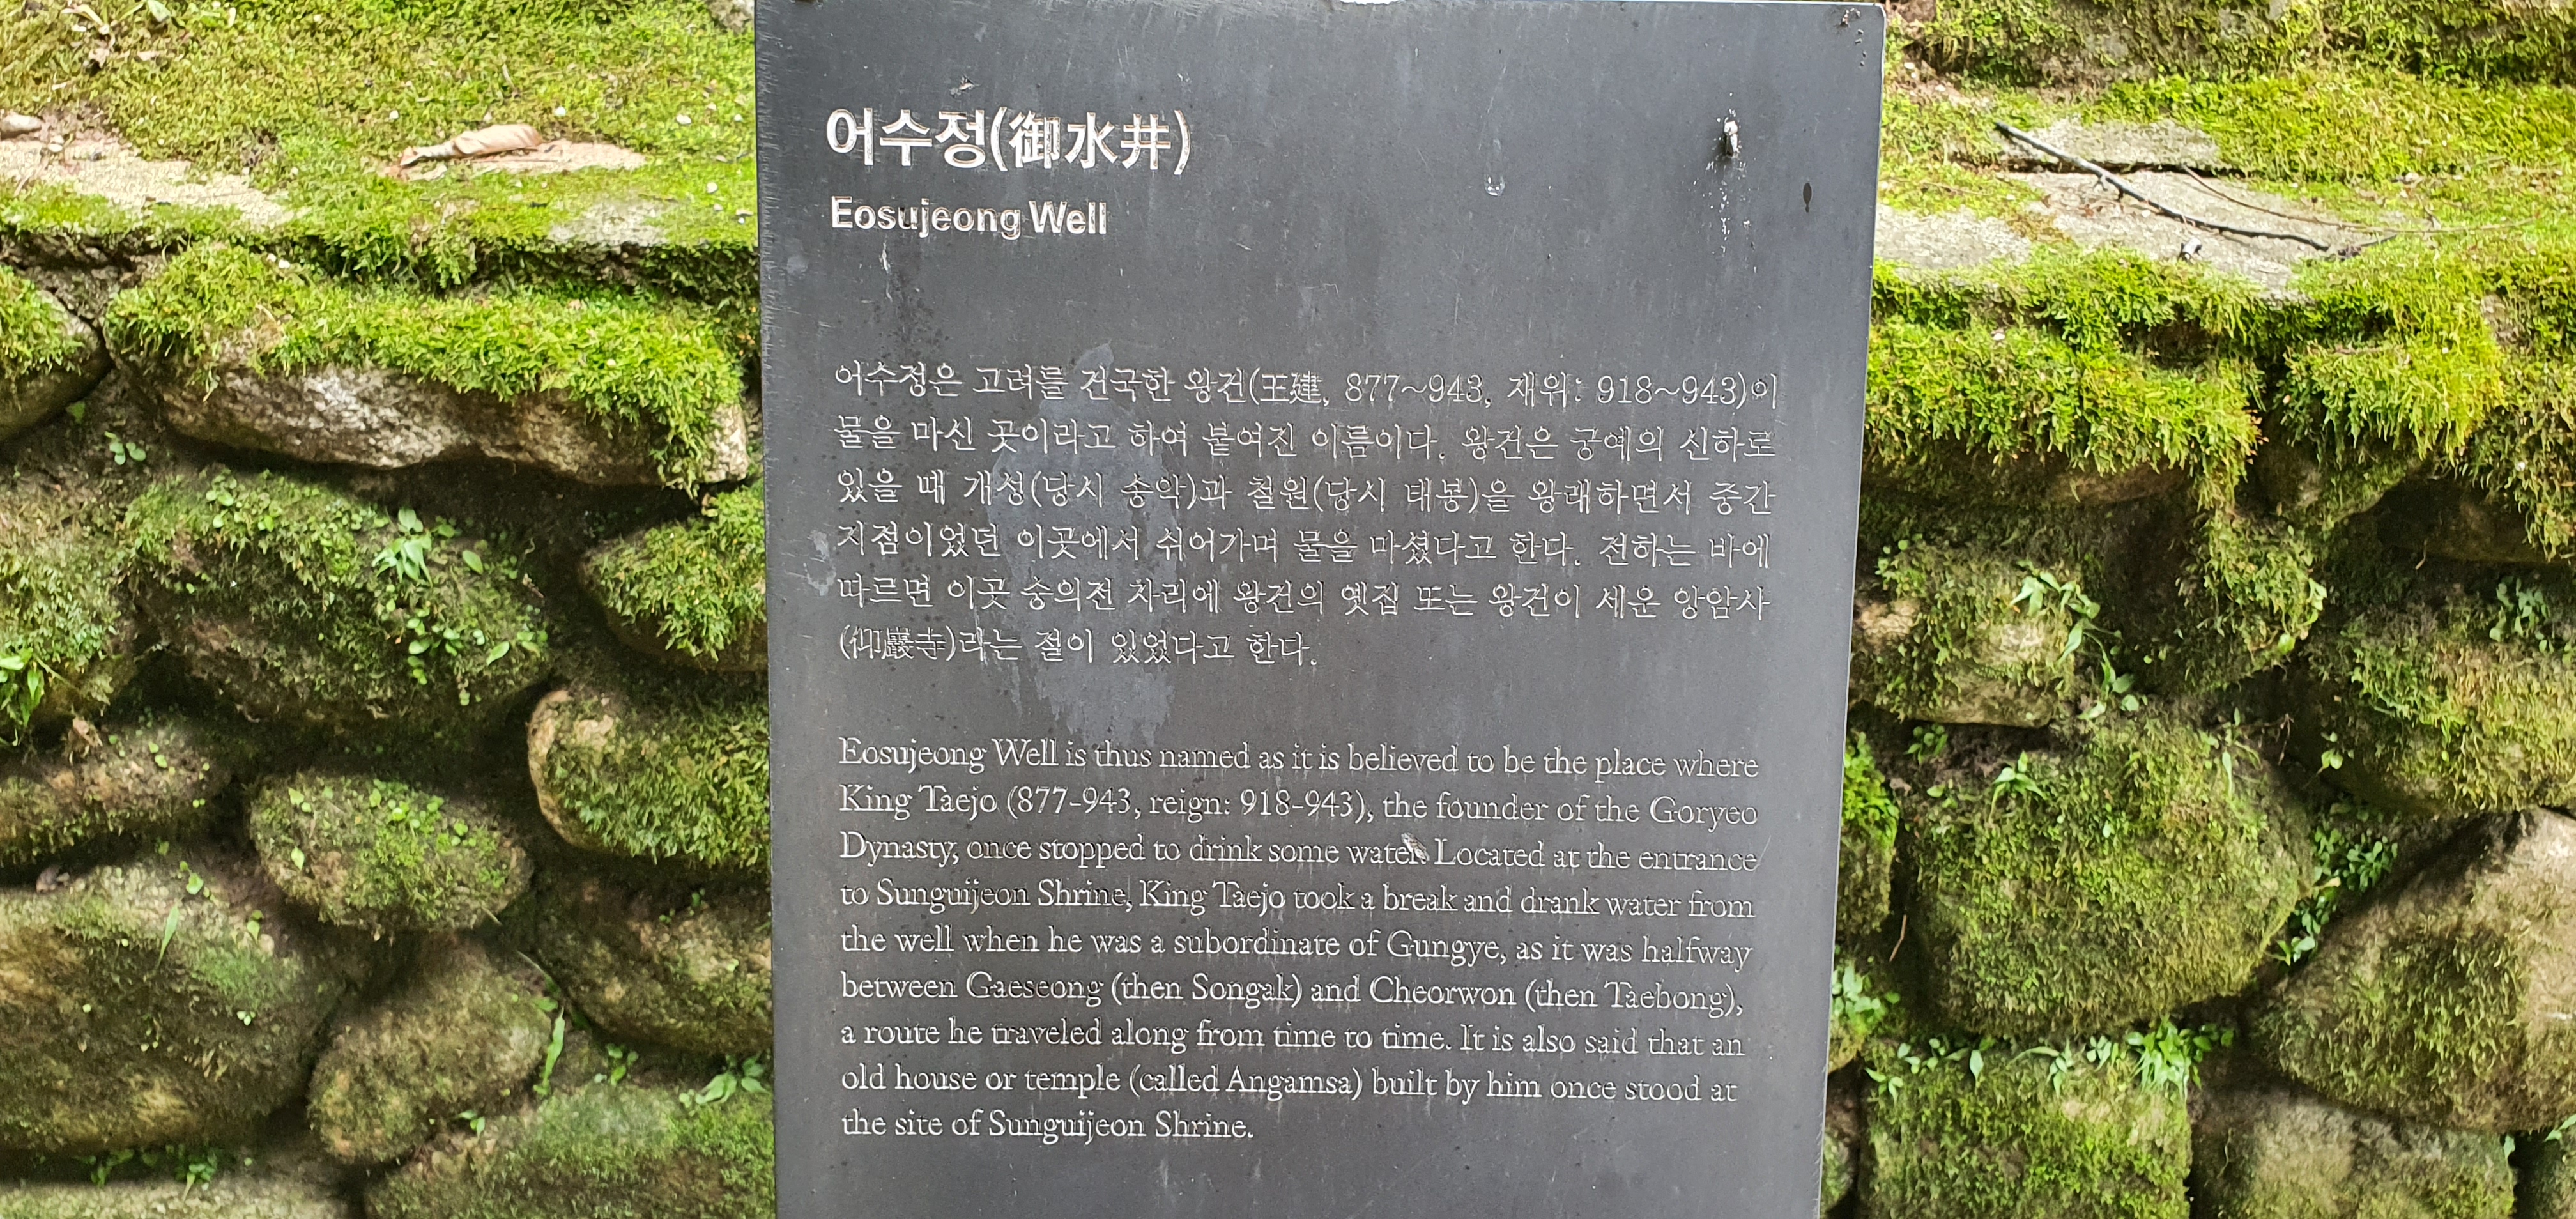 어수정(御水井)
Eosujeong Well
어수정은 고려를 건국한 왕건(王建, 877~943, 재위: 918~943)이
물을 마신 곳이라고 하여 붙여진 이름이다. 왕건은 궁예의 신하로
있을 때 개성(당시 송악)과 철원(당시 태봉)을 왕래하면서 중간
지점이었던 이곳에서 쉬어가며 물을 마셨다고 한다. 전하는 바에
따르면 이곳 숭의전 자리에 왕건의 옛집 또는 왕건이 세운 앙암사
(仰巖寺)라는 절이 있었다고 한다.
Eosujeong Well is thus named as it is believed to be the place where
King Taejo (877-943, reign: 918-943), the founder of the Goryeo
Dynasty, once stopped to drink some water. Located at the entrance
to Sunguijeon Shrine, King Taejo took a break and drank water from
the well when he was a subordinate of Gungye, as it was halfway
between Gaeseong (then Songak) and Cheorwon (then Taebong),
a route he traveled along from time to time. It is also said that an
old house or temple (called Angamsa) built by him once stood at
the site of Sunguijeon Shrine.